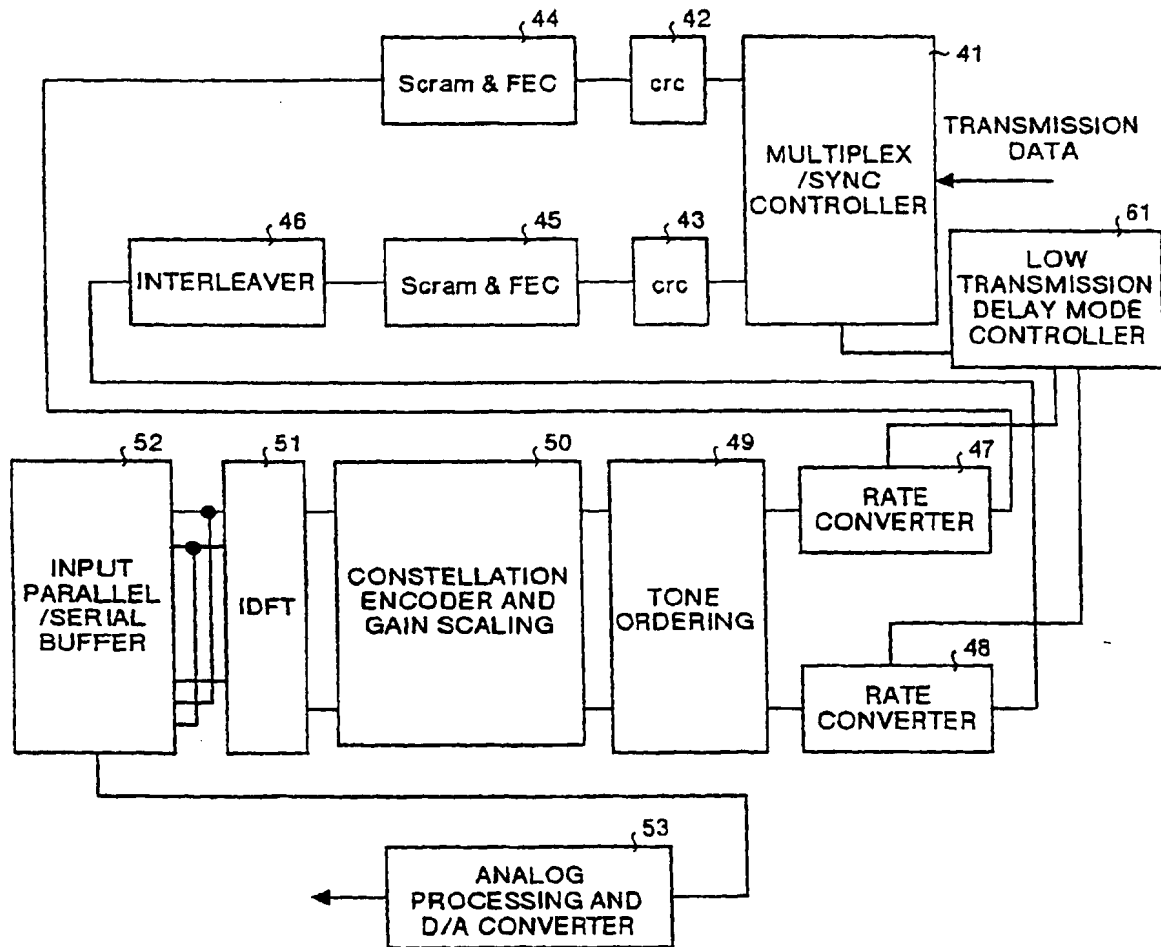 44
Scram & FEC
42
crc
41
MULTIPLEX
/SYNC
CONTROLLER
TRANSMISSION
DATA
46
INTERLEAVER
45
Scram & FEC
43
crc
61
LOW
TRANSMISSION
DELAY MODE
CONTROLLER
52
INPUT
PARALLEL
/SERIAL
BUFFER
51
IDFT
50
CONSTELLATION
ENCODER AND
GAIN SCALING
49
TONE
ORDERING
47
RATE
CONVERTER
48
RATE
CONVERTER
53
ANALOG
PROCESSING AND
D/A CONVERTER